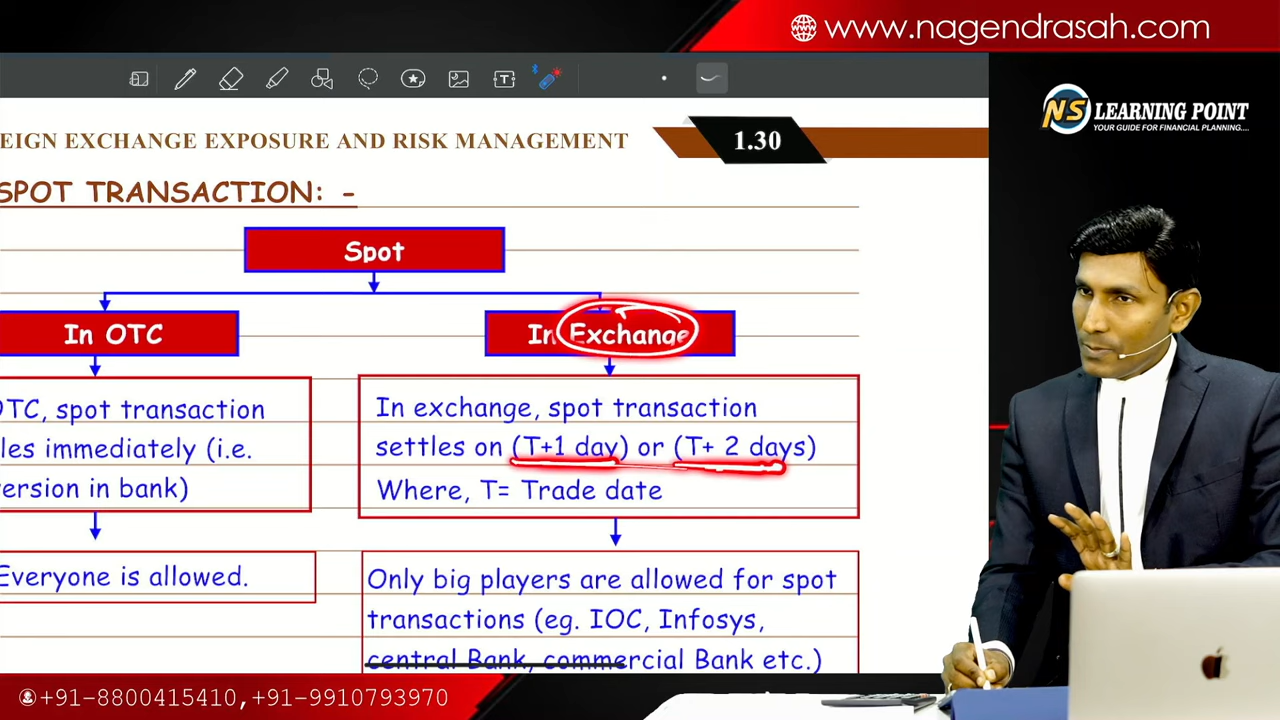 www.nagendrasah.com
EIGN EXCHANGE EXPOSURE AND RISK MANAGEMENT
1.30
NS LEARNING POINT
YOUR GUIDE FOR FINANCIAL PLANNING....
SPOT TRANSACTION: -
Spot
In OTC
In Exchange
OTC, spot transaction
les immediately (i.e.
version in bank)
In exchange, spot transaction
settles on (T+1 day) or (T+ 2 days)
Where, T= Trade date
Everyone is allowed.
Only big players are allowed for spot
transactions (eg. IOC, Infosys,
central Bank, commercial Bank etc.)
+91-8800415410,+91-9910793970